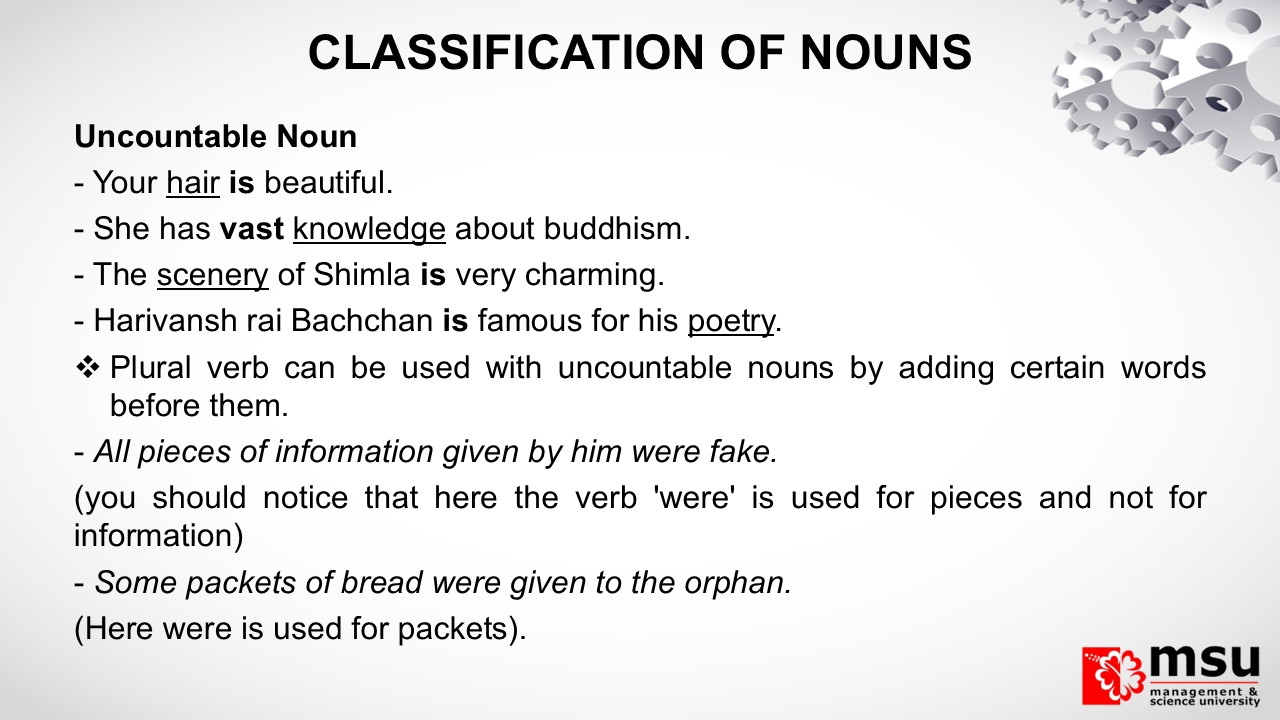 CLASSIFICATION OF NOUNS
Uncountable Noun
- Your hair is beautiful.
- She has vast knowledge about buddhism.
- The scenery of Shimla is very charming.
- Harivansh rai Bachchan is famous for his poetry.
❖ Plural verb can be used with uncountable nouns by adding certain words
before them.
- All pieces of information given by him were fake.
(you should notice that here the verb 'were' is used for pieces and not for
information)
- Some packets of bread were given to the orphan.
(Here were is used for packets).
msu
management &
science university